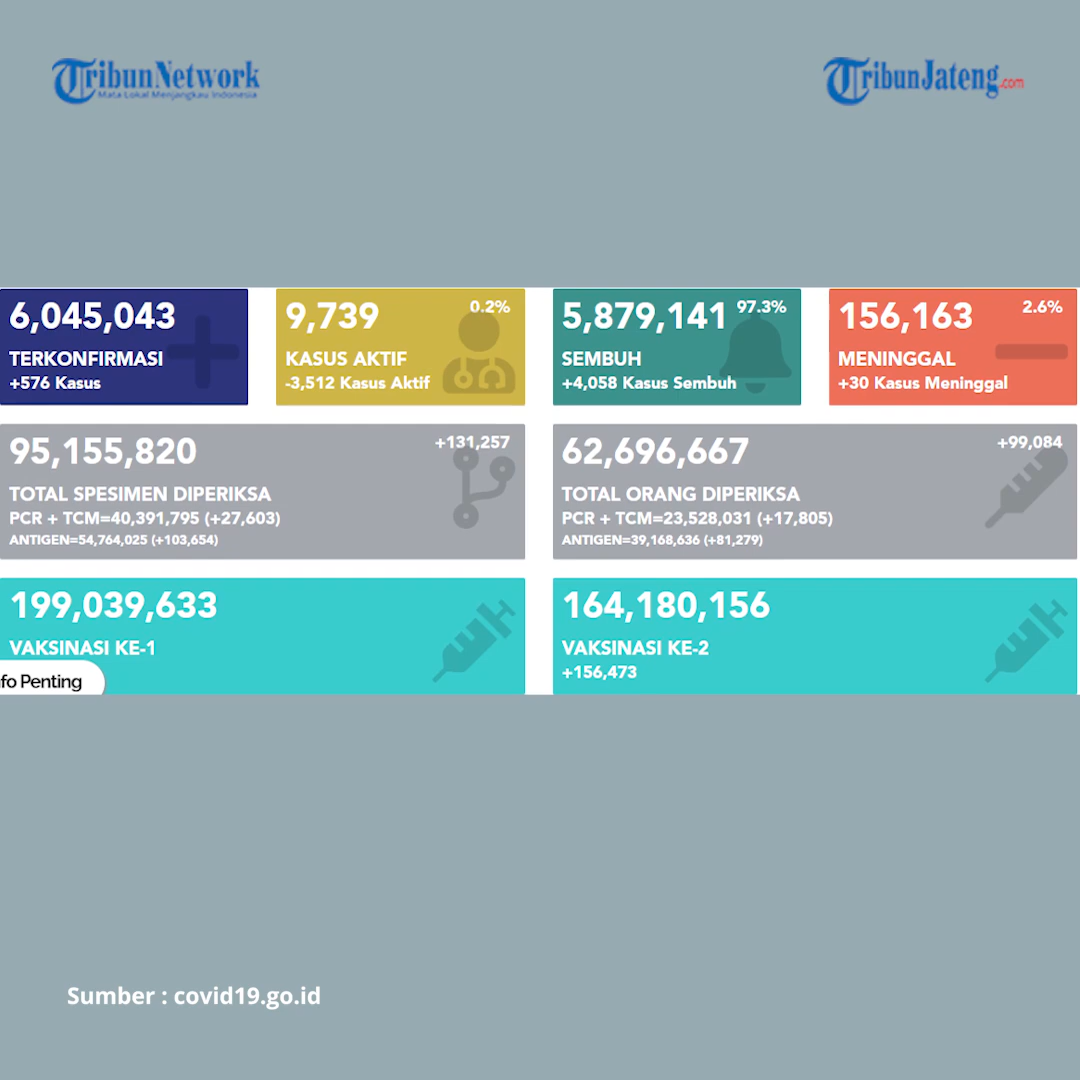 TribunNetwork
Mata Lokal Menjangkau Indonesia
TribunJateng.com
6,045,043
TERKONFIRMASI
+576 Kasus
9,739
0.2%
KASUS AKTIF
-3,512 Kasus Aktif
5,879,141
97.3%
SEMBUH
+4,058 Kasus Sembuh
156,163
2.6%
MENINGGAL
+30 Kasus Meninggal
95,155,820
+131,257
TOTAL SPESIMEN DIPERIKSA
PCR + TCM=40,391,795 (+27,603)
ANTIGEN=54,764,025 (+103,654)
62,696,667
+99,084
TOTAL ORANG DIPERIKSA
PCR + TCM=23,528,031 (+17,805)
ANTIGEN=39,168,636 (+81,279)
199,039,633
VAKSINASI KE-1
fo Penting
164,180,156
VAKSINASI KE-2
+156,473
Sumber : covid19.go.id